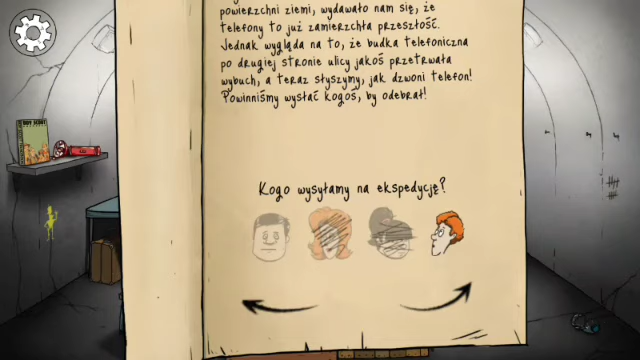 powierzchni ziemi, wydawało nam się, że
telefony to już zamierzchła przeszłość.
Jednak wygląda na to, że budka telefoniczna
po drugiej stronie ulicy jakoś przetrwała
wybuch, a teraz słyszymy, jak dzwoni telefon!
Powinniśmy wysłać kogoś, by odebrał!
Kogo wysyłamy na ekspedycję?